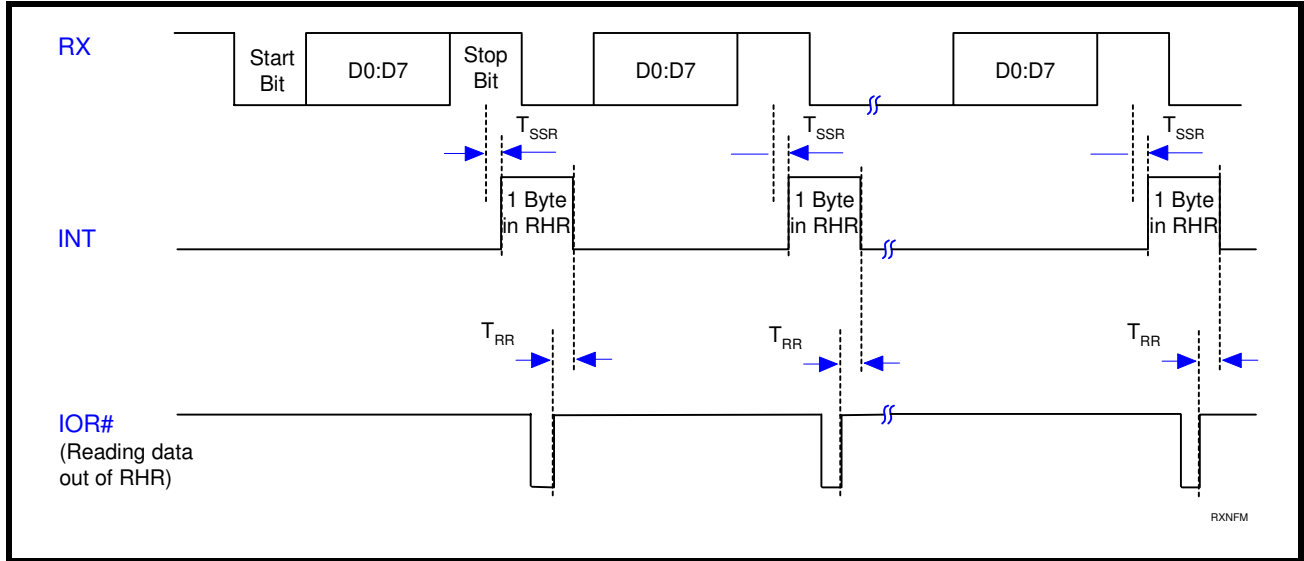 RX
Start
Bit
D0:D7
Stop
Bit
D0:D7
D0:D7
TSSR
TSSR
TSSR
INT
1 Byte
in RHR
1 Byte
in RHR
1 Byte
in RHR
TRR
TRR
TRR
IOR#
(Reading data
out of RHR)
RXNFM